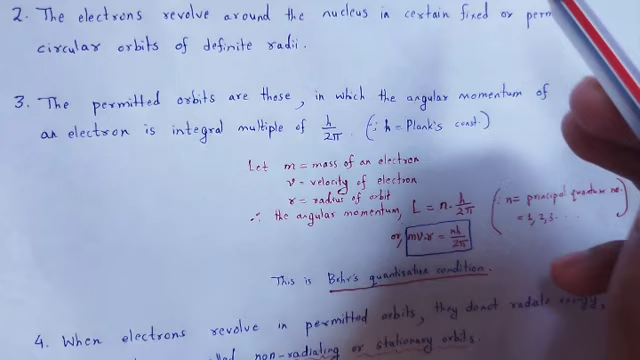 2. The electrons revolve around the nucleus in certain fixed or perm
circular orbits of definite radii.
3. The permitted orbits are those, in which the angular momentum of
an electron is integral multiple of h/2π. (∵ h = Plank's const.)
Let m = mass of an electron
v = velocity of electron
r = radius of orbit
∴ the angular momentum, L = n. h/2π (∵ n = principal quantum no.
= 1, 2, 3 . . . )
or, mv.r = nh/2π
This is Bohr's quantisation condition.
4. When electrons revolve in permitted orbits, they donot radiate energy,
non-radiating or stationary orbits.